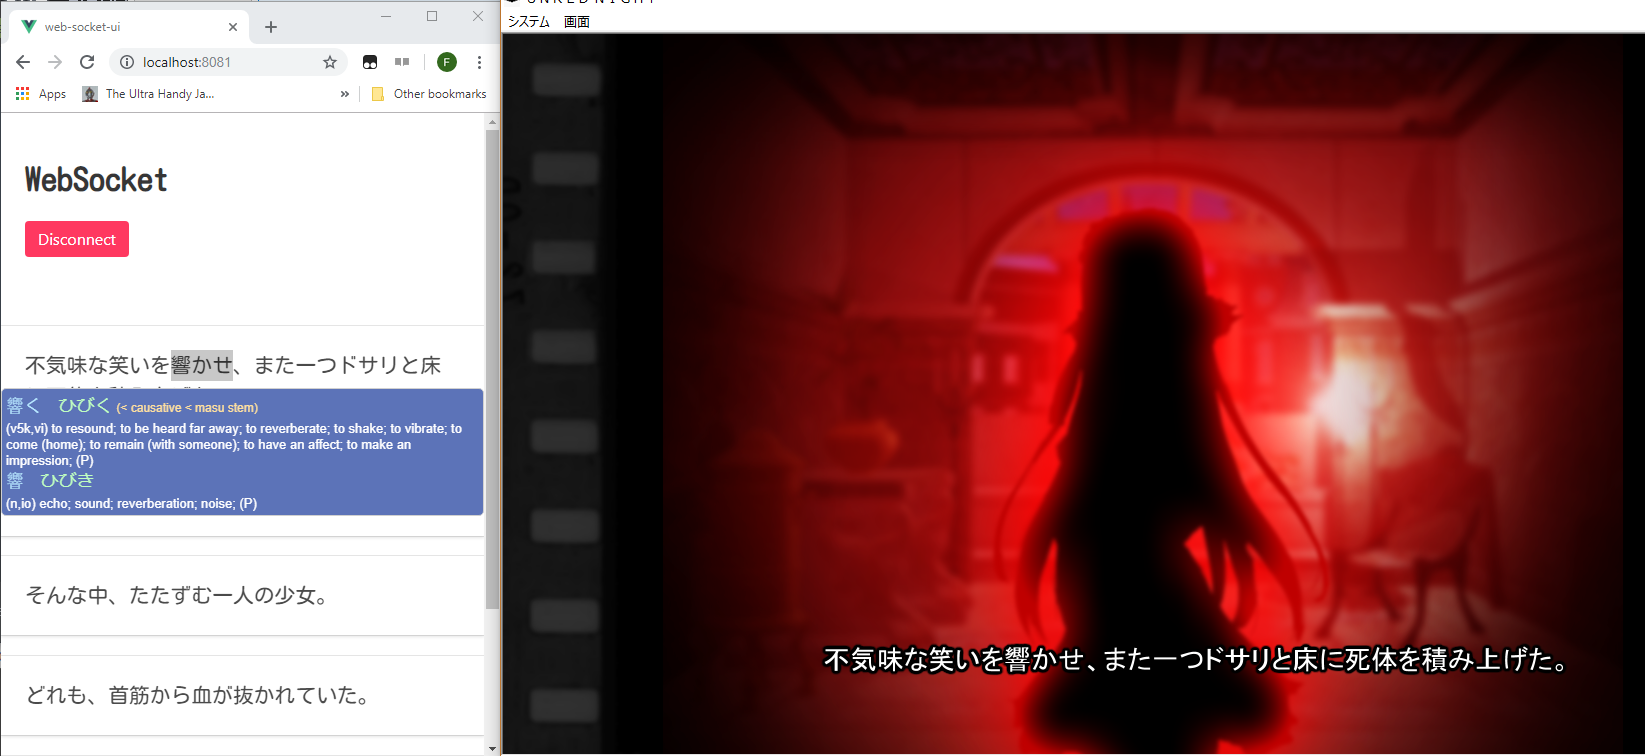 web-socket-ui
localhost:8081
F
Apps
The Ultra Handy Ja...
»
Other bookmarks
WebSocket
Disconnect
不気味な笑いを響かせ、また一つドサリと床
響く ひびく (< causative < masu stem)
(v5k,vi) to resound; to be heard far away; to reverberate; to shake; to vibrate; to
come (home); to remain (with someone); to have an affect; to make an
impression; (P)
響 ひびき
(n,io) echo; sound; reverberation; noise; (P)
そんな中、たたずむ一人の少女。
どれも、首筋から血が抜かれていた。
システム 画面
不気味な笑いを響かせ、また一つドサリと床に死体を積み上げた。